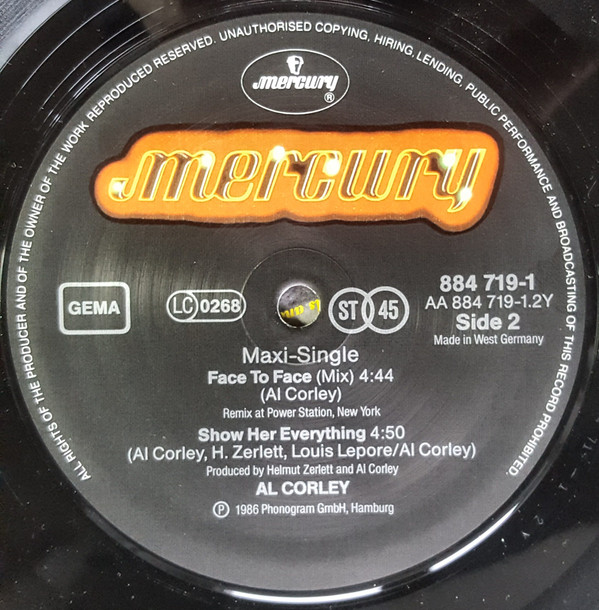 ALL RIGHTS OF THE PRODUCER AND OF THE OWNER OF THE WORK REPRODUCED RESERVED. UNAUTHORISED COPYING, HIRING, LENDING, PUBLIC PERFORMANCE AND BROADCASTING OF THIS RECORD PROHIBITED.
mercury
®
mercury
GEMA
LC 0268
ST 45
884 719-1
AA 884 719-1.2Y
Side 2
Made in West Germany
Maxi-Single
Face To Face (Mix) 4:44
(Al Corley)
Remix at Power Station, New York
Show Her Everything 4:50
(Al Corley, H. Zerlett, Louis Lepore/Al Corley)
Produced by Helmut Zerlett and Al Corley
AL CORLEY
℗ 1986 Phonogram GmbH, Hamburg